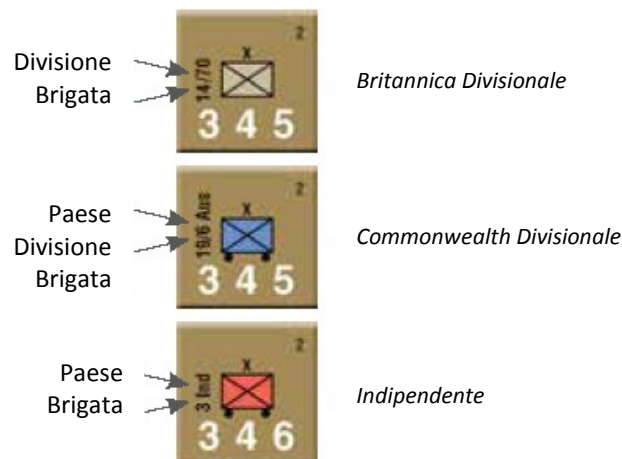 Divisione
Brigata
14/70
2
X
3 4 5
Britannica Divisionale
Paese
Divisione
Brigata
19/6 Aus
2
X
3 4 5
Commonwealth Divisionale
Paese
Brigata
3 Ind
2
X
3 4 6
Indipendente